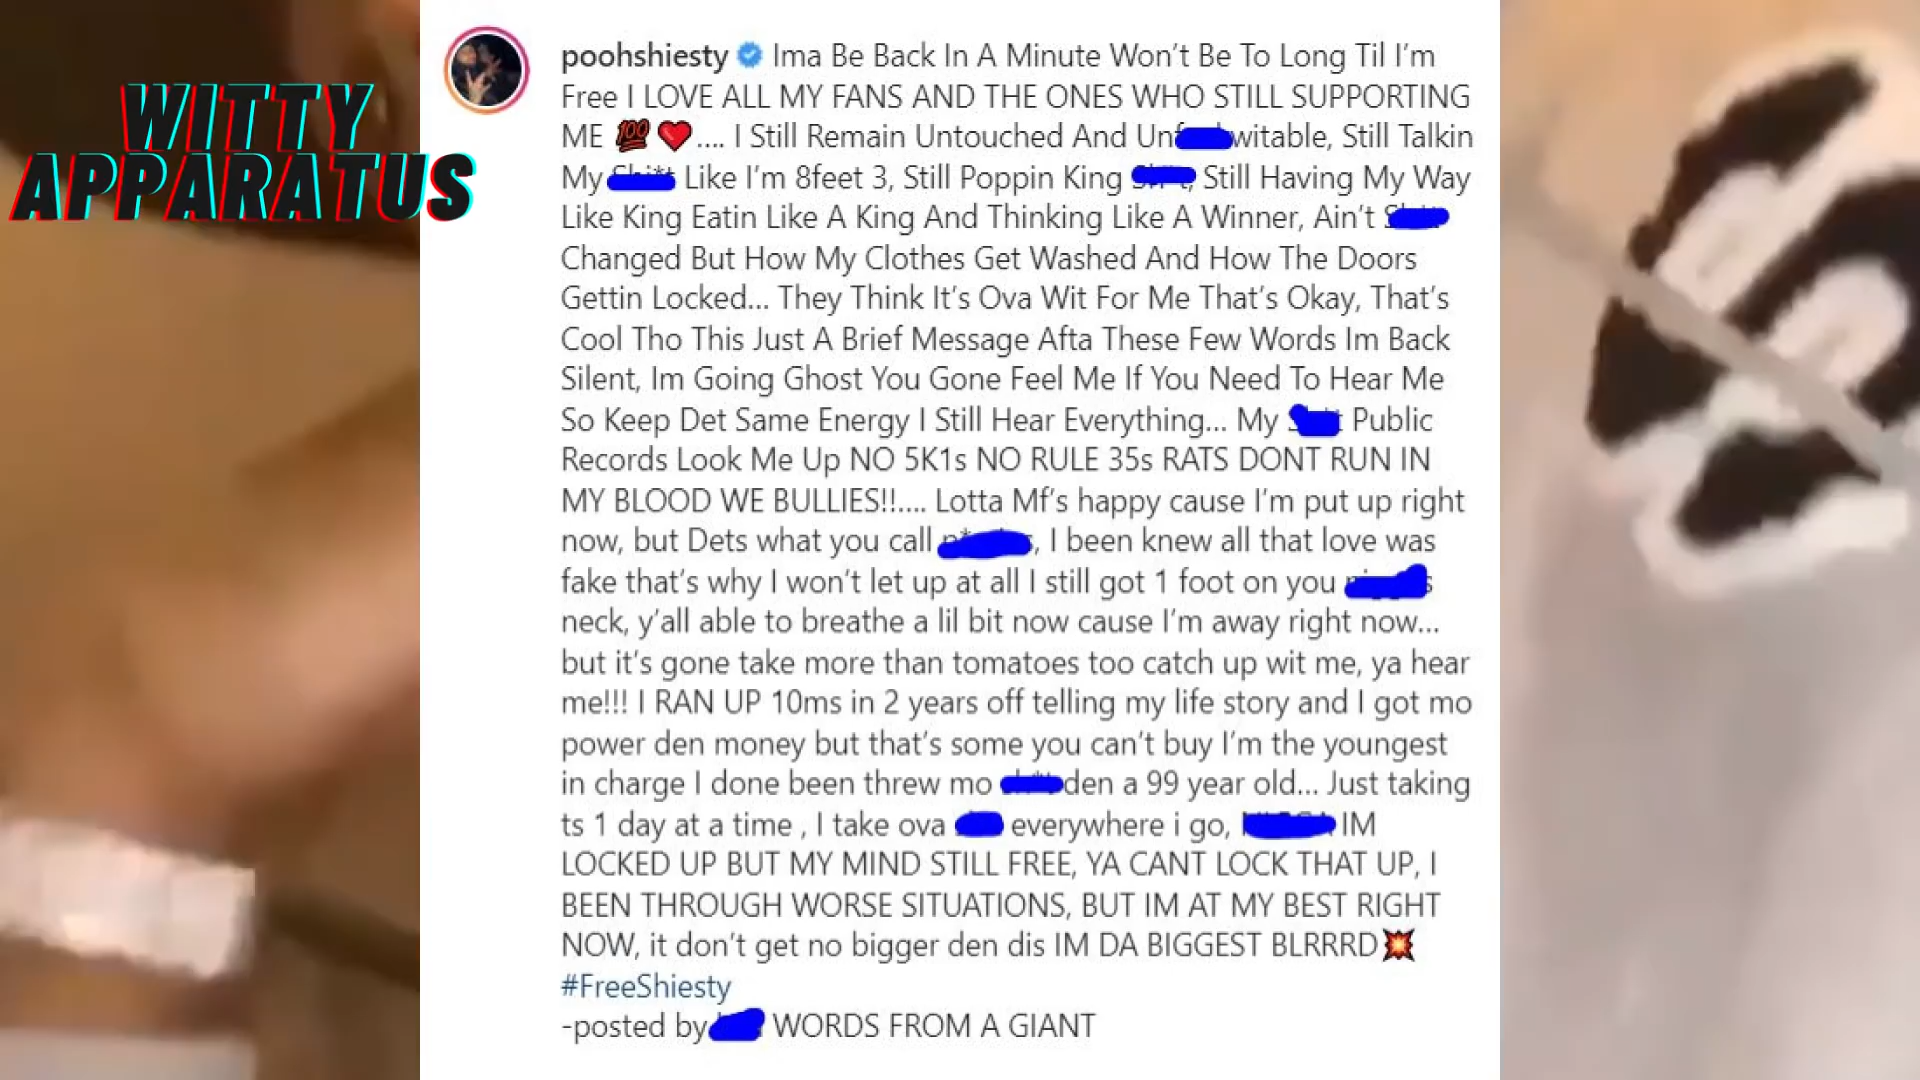 WITTY
APPARATUS
poohshiesty Ima Be Back In A Minute Won't Be To Long Til I'm
Free I LOVE ALL MY FANS AND THE ONES WHO STILL SUPPORTING
ME 💯❤️.... I Still Remain Untouched And Unf witable, Still Talkin
My Like I'm 8feet 3, Still Poppin King Still Having My Way
Like King Eatin Like A King And Thinking Like A Winner, Ain't
Changed But How My Clothes Get Washed And How The Doors
Gettin Locked... They Think It's Ova Wit For Me That's Okay, That's
Cool Tho This Just A Brief Message Afta These Few Words Im Back
Silent, Im Going Ghost You Gone Feel Me If You Need To Hear Me
So Keep Det Same Energy I Still Hear Everything... My Public
Records Look Me Up NO 5K1s NO RULE 35s RATS DONT RUN IN
MY BLOOD WE BULLIES!!.... Lotta Mf's happy cause I'm put up right
now, but Dets what you call , I been knew all that love was
fake that's why I won't let up at all I still got 1 foot on you
neck, y'all able to breathe a lil bit now cause I'm away right now...
but it's gone take more than tomatoes too catch up wit me, ya hear
me!!! I RAN UP 10ms in 2 years off telling my life story and I got mo
power den money but that's some you can't buy I'm the youngest
in charge I done been threw mo den a 99 year old... Just taking
ts 1 day at a time , I take ova everywhere i go, IM
LOCKED UP BUT MY MIND STILL FREE, YA CANT LOCK THAT UP, I
BEEN THROUGH WORSE SITUATIONS, BUT IM AT MY BEST RIGHT
NOW, it don't get no bigger den dis IM DA BIGGEST BLRRRD💥
#FreeShiesty
-posted by WORDS FROM A GIANT